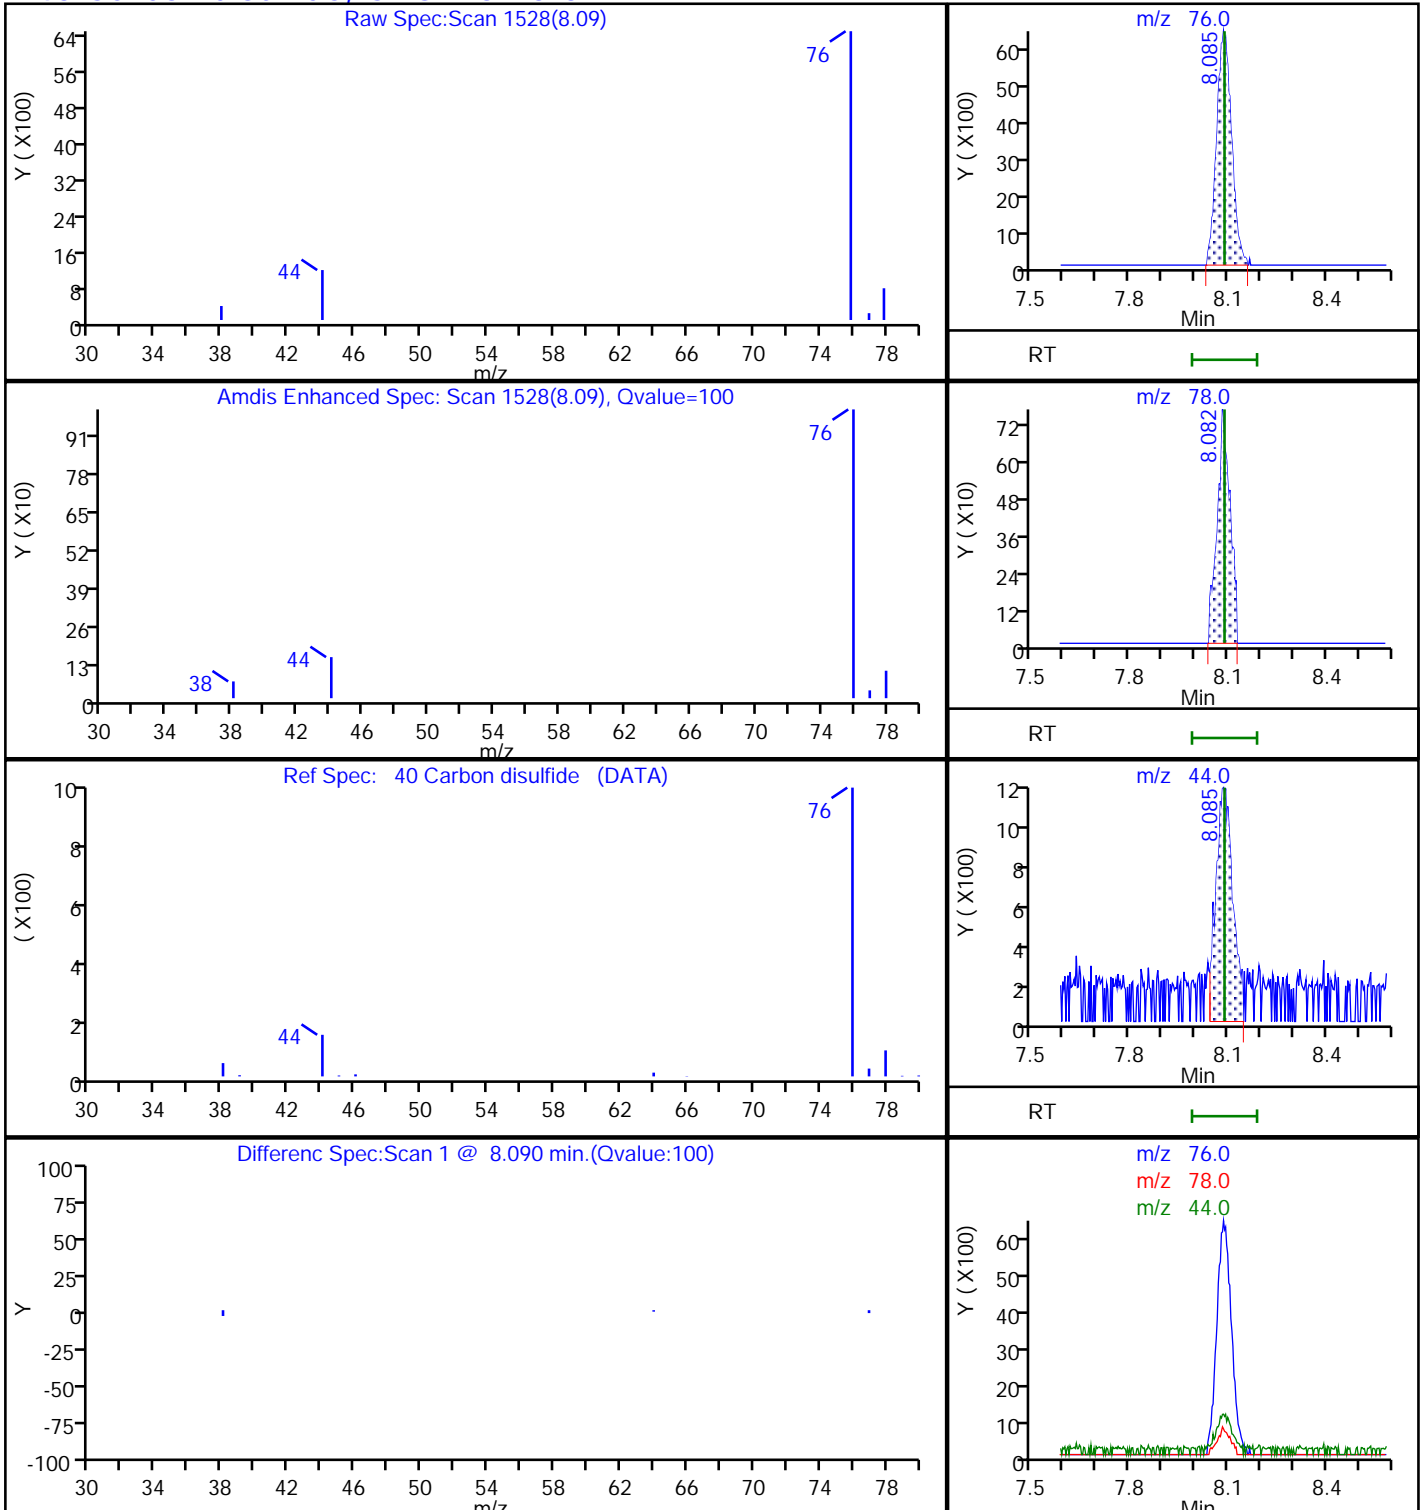 Raw Spec:Scan 1528(8.09)
Y ( X100)
64
56
48
40
32
24
16
8
0
76
44
30 34 38 42 46 50 54 58 62 66 70 74 78
m/z
m/z 76.0
Y ( X100)
60
50
40
30
20
10
0
8.085
7.5 7.8 8.1 8.4
Min
RT
Amdis Enhanced Spec: Scan 1528(8.09), Qvalue=100
Y ( X10)
91
78
65
52
39
26
13
0
76
44
38
30 34 38 42 46 50 54 58 62 66 70 74 78
m/z
m/z 78.0
Y ( X10)
72
60
48
36
24
12
0
8.082
7.5 7.8 8.1 8.4
Min
RT
Ref Spec: 40 Carbon disulfide (DATA)
( X100)
10
8
6
4
2
0
76
44
30 34 38 42 46 50 54 58 62 66 70 74 78
m/z 44.0
Y ( X100)
12
10
8
6
4
2
0
8.085
7.5 7.8 8.1 8.4
Min
RT
Differenc Spec:Scan 1 @ 8.090 min.(Qvalue:100)
Y
100
75
50
25
0
-25
-50
-75
-100
30 34 38 42 46 50 54 58 62 66 70 74 78
m/z
m/z 76.0
m/z 78.0
m/z 44.0
Y ( X100)
60
50
40
30
20
10
0
7.5 7.8 8.1 8.4
Min